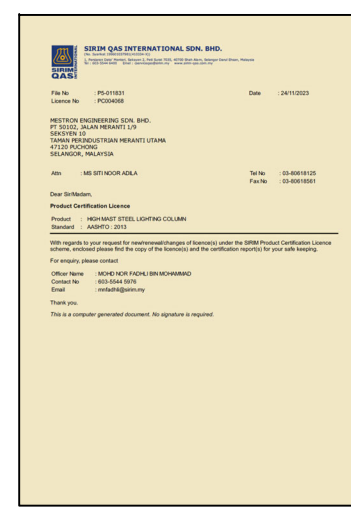 SIRIM QAS INTERNATIONAL SDN. BHD.
SIRIM
QAS
File No : P5-011831 Date : 24/11/2023
Licence No : PC004068
MESTRON ENGINEERING SDN. BHD.
PT 50102, JALAN MERANTI 1/9
SEKSYEN 10
TAMAN PERINDUSTRIAN MERANTI UTAMA
47120 PUCHONG
SELANGOR, MALAYSIA
Attn : MS SITI NOOR ADILA Tel No : 03-80618125
Fax No : 03-80618561
Dear Sir/Madam,
Product Certification Licence
Product : HIGH MAST STEEL LIGHTING COLUMN
Standard : AASHTO : 2013
With regards to your request for new/renewal/changes of licence(s) under the SIRIM Product Certification Licence
scheme, enclosed please find the copy of the licence(s) and the certification report(s) for your safe keeping.
For enquiry, please contact
Officer Name : MOHD NOR FADHLI BIN MOHAMMAD
Contact No : 603-5544 5976
Email : mnfadhli@sirim.my
Thank you.
This is a computer generated document. No signature is required.